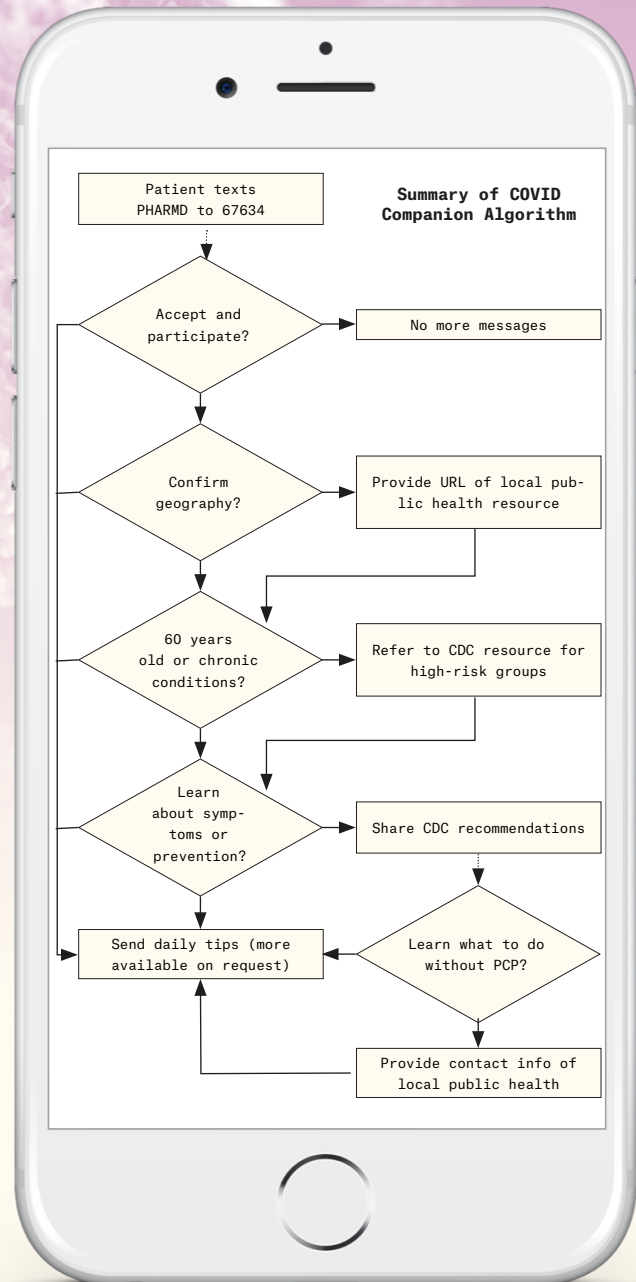 Patient texts
PHARMD to 67634
Summary of COVID
Companion Algorithm
Accept and
participate?
No more messages
Confirm
geography?
Provide URL of local pub-
lic health resource
60 years
old or chronic
conditions?
Refer to CDC resource for
high-risk groups
Learn
about symp-
toms or
prevention?
Share CDC recommendations
Send daily tips (more
available on request)
Learn what to do
without PCP?
Provide contact info of
local public health